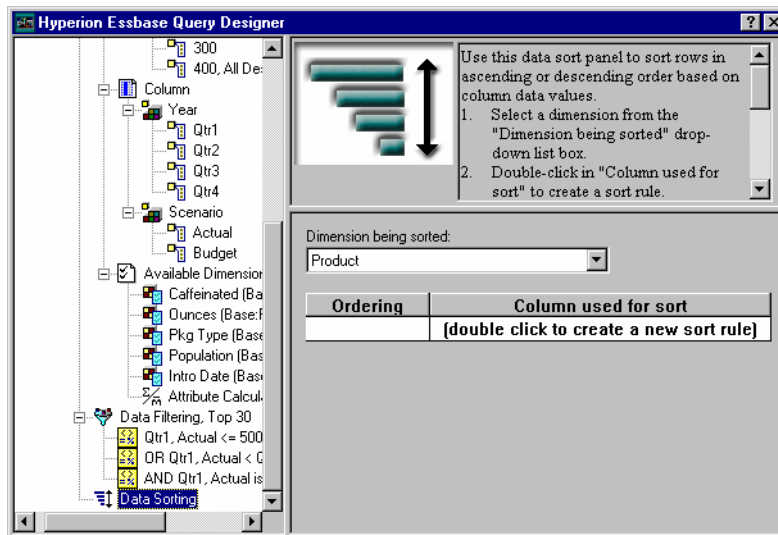 Hyperion Essbase Query Designer
300
400, All De
Column
Year
Qtr1
Qtr2
Qtr3
Qtr4
Scenario
Actual
Budget
Available Dimension
Caffeinated (Ba
Ounces (Base:F
Pkg Type (Base
Population (Bas
Intro Date (Base
Attribute Calcul
Data Filtering, Top 30
Qtr1, Actual <= 500
OR Qtr1, Actual < Q
AND Qtr1, Actual is
Data Sorting
Use this data sort panel to sort rows in
ascending or descending order based on
column data values.
1. Select a dimension from the
"Dimension being sorted" drop-
down list box.
2. Double-click in "Column used for
sort" to create a sort rule.
Dimension being sorted:
Product
Ordering Column used for sort
(double click to create a new sort rule)